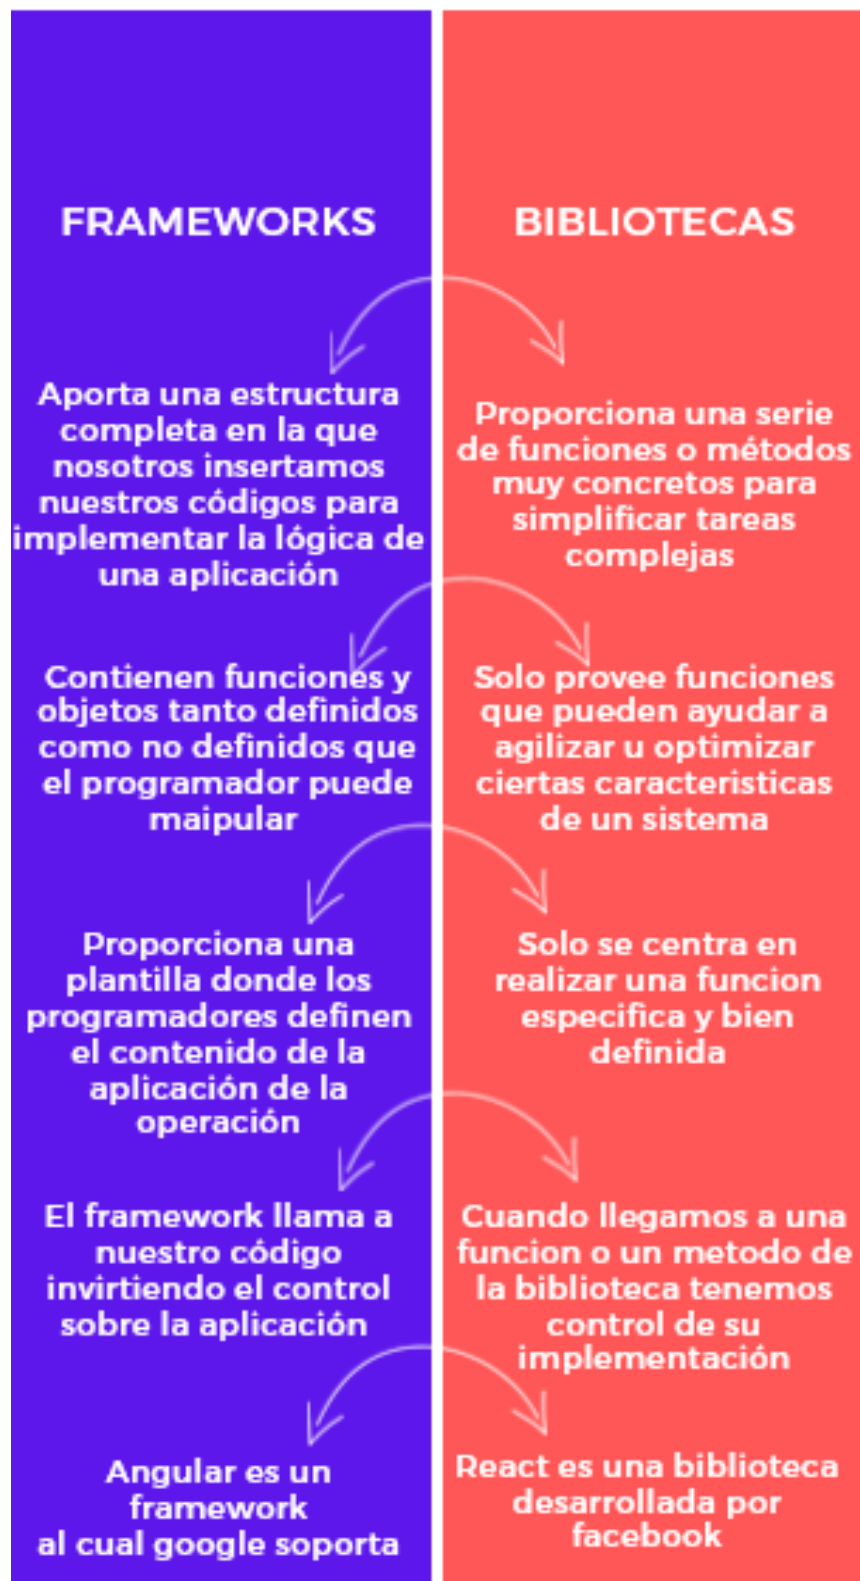 FRAMEWORKS
Aporta una estructura
completa en la que
nosotros insertamos
nuestros códigos para
implementar la lógica de
una aplicación
Contienen funciones y
objetos tanto definidos
como no definidos que
el programador puede
maipular
Proporciona una
plantilla donde los
programadores definen
el contenido de la
aplicación de la
operación
El framework llama a
nuestro código
invirtiendo el control
sobre la aplicación
Angular es un
framework
al cual google soporta
BIBLIOTECAS
Proporciona una serie
de funciones o métodos
muy concretos para
simplificar tareas
complejas
Solo provee funciones
que pueden ayudar a
agilizar u optimizar
ciertas caracteristicas
de un sistema
Solo se centra en
realizar una funcion
especifica y bien
definida
Cuando llegamos a una
funcion o un metodo de
la biblioteca tenemos
control de su
implementación
React es una biblioteca
desarrollada por
facebook